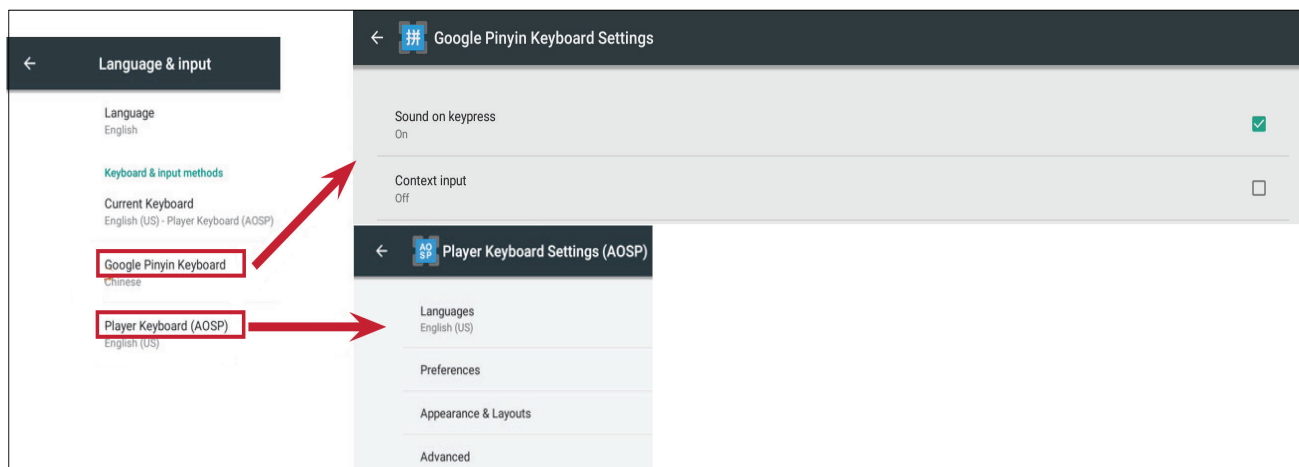 Language & input
Language
English
Keyboard & input methods
Current Keyboard
English (US) - Player Keyboard (AOSP)
Google Pinyin Keyboard
Chinese
Player Keyboard (AOSP)
English (US)
拼 Google Pinyin Keyboard Settings
Sound on keypress
On
Context input
Off
AO
SP
Player Keyboard Settings (AOSP)
Languages
English (US)
Preferences
Appearance & Layouts
Advanced